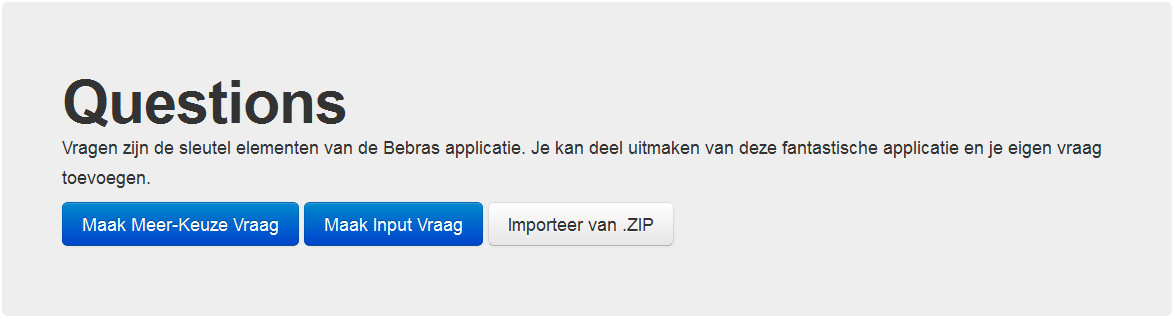 Questions
Vragen zijn de sleutel elementen van de Bebras applicatie. Je kan deel uitmaken van deze fantastische applicatie en je eigen vraag
toevoegen.
Maak Meer-Keuze Vraag Maak Input Vraag Importeer van .ZIP